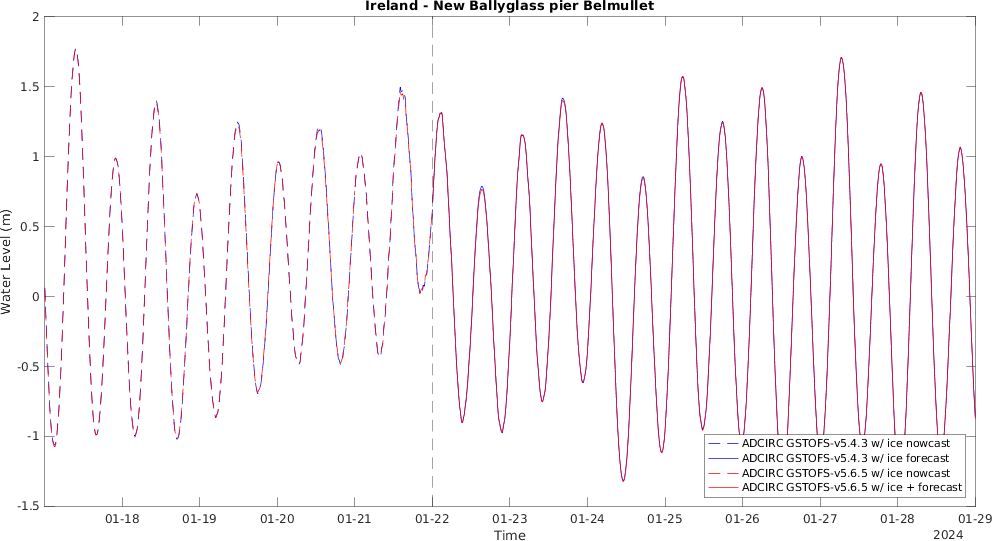 Ireland - New Ballyglass pier Belmullet
2
1.5
1
0.5
0
-0.5
-1
-1.5
Water Level (m)
ADCIRC GSTOFS-v5.4.3 w/ ice nowcast
ADCIRC GSTOFS-v5.4.3 w/ ice forecast
ADCIRC GSTOFS-v5.6.5 w/ ice nowcast
ADCIRC GSTOFS-v5.6.5 w/ ice + forecast
01-18 01-19 01-20 01-21 01-22 01-23 01-24 01-25 01-26 01-27 01-28 01-29
Time
2024